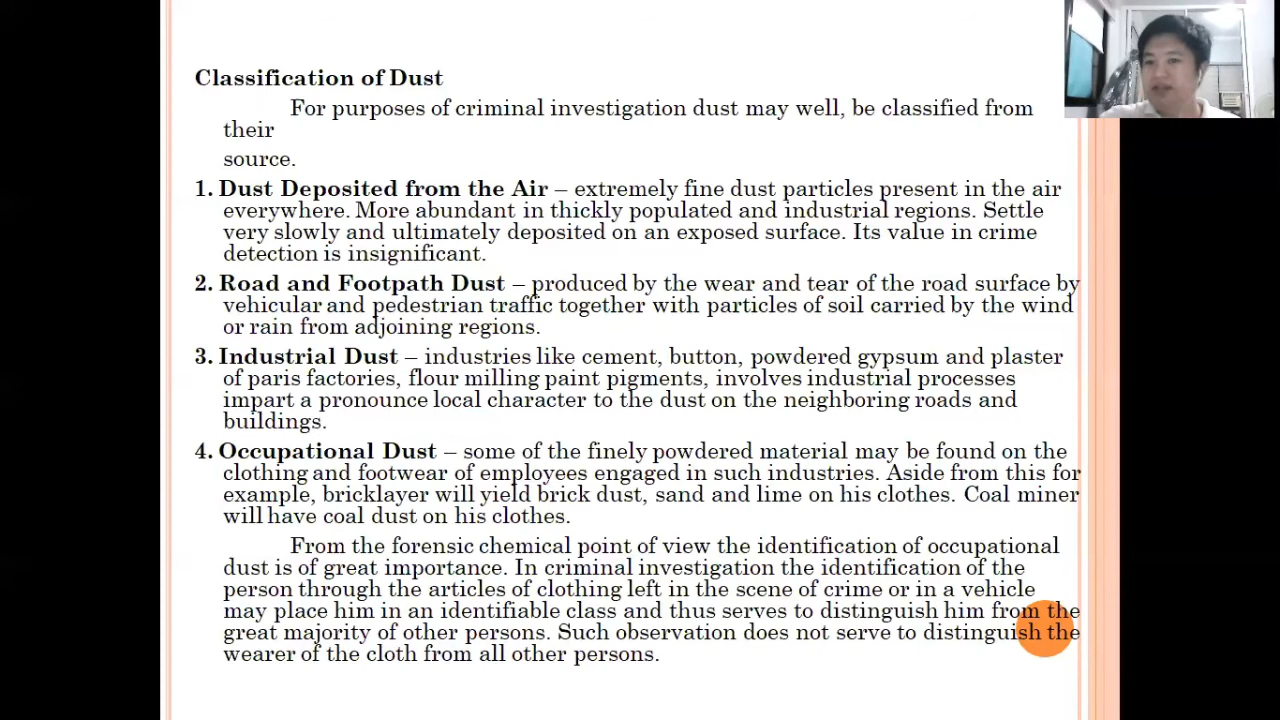 Classification of Dust
For purposes of criminal investigation dust may well, be classified from
their
source.
1. Dust Deposited from the Air – extremely fine dust particles present in the air
everywhere. More abundant in thickly populated and industrial regions. Settle
very slowly and ultimately deposited on an exposed surface. Its value in crime
detection is insignificant.
2. Road and Footpath Dust – produced by the wear and tear of the road surface by
vehicular and pedestrian traffic together with particles of soil carried by the wind
or rain from adjoining regions.
3. Industrial Dust – industries like cement, button, powdered gypsum and plaster
of paris factories, flour milling paint pigments, involves industrial processes
impart a pronounce local character to the dust on the neighboring roads and
buildings.
4. Occupational Dust – some of the finely powdered material may be found on the
clothing and footwear of employees engaged in such industries. Aside from this for
example, bricklayer will yield brick dust, sand and lime on his clothes. Coal miner
will have coal dust on his clothes.
From the forensic chemical point of view the identification of occupational
dust is of great importance. In criminal investigation the identification of the
person through the articles of clothing left in the scene of crime or in a vehicle
may place him in an identifiable class and thus serves to distinguish him from the
great majority of other persons. Such observation does not serve to distinguish the
wearer of the cloth from all other persons.